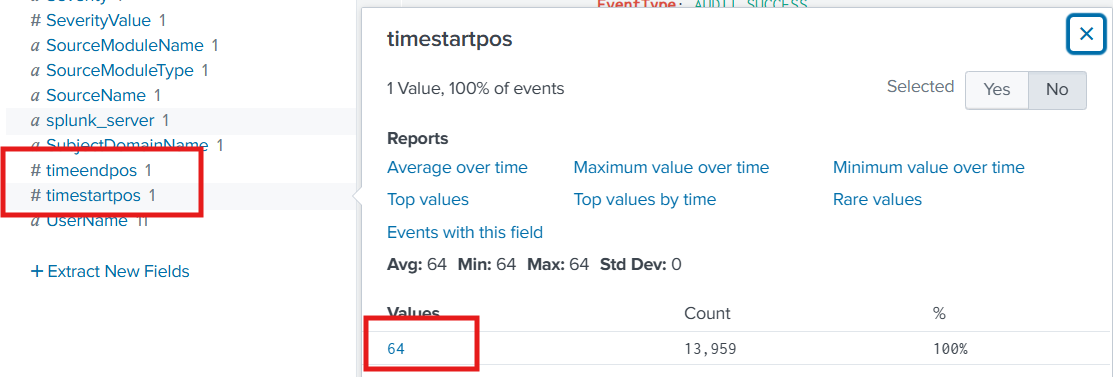 Severity 1
# SeverityValue 1
a SourceModuleName 1
a SourceModuleType 1
a SourceName 1
a splunk_server 1
a SubjectDomainName 1
# timeendpos 1
# timestartpos 1
a UserName 11
+ Extract New Fields
EventType: AUDIT_SUCCESS
timestartpos
×
1 Value, 100% of events
Selected Yes No
Reports
Average over time Maximum value over time Minimum value over time
Top values Top values by time Rare values
Events with this field
Avg: 64 Min: 64 Max: 64 Std Dev: 0
Values Count %
64 13,959 100%